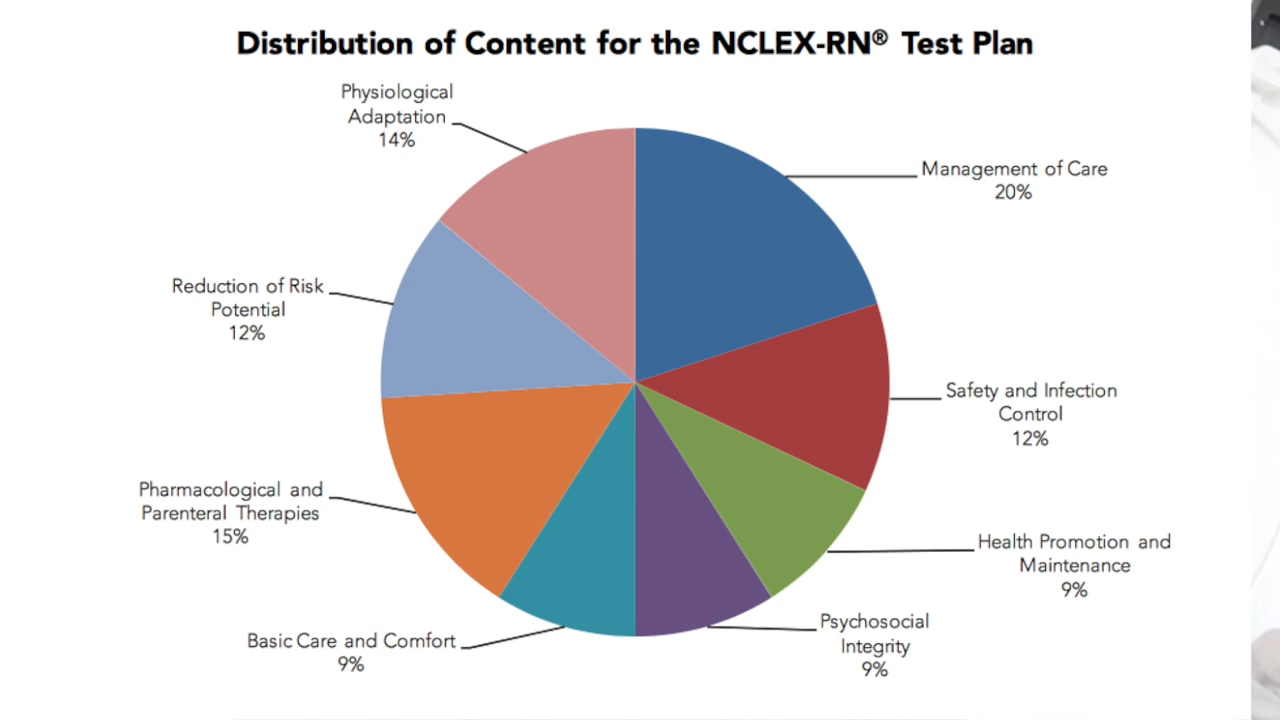 Distribution of Content for the NCLEX-RN® Test Plan
Physiological
Adaptation
14%
Management of Care
20%
Reduction of Risk
Potential
12%
Safety and Infection
Control
12%
Pharmacological and
Parenteral Therapies
15%
Health Promotion and
Maintenance
9%
Basic Care and Comfort
9%
Psychosocial
Integrity
9%